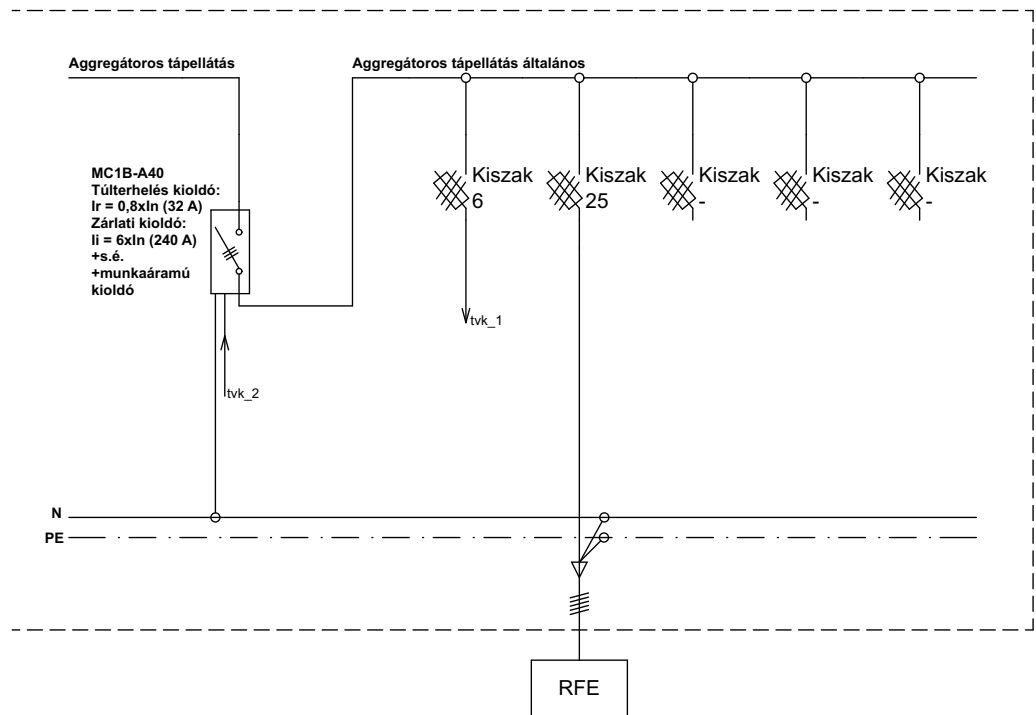 Aggregátoros tápellátás
Aggregátoros tápellátás általános
MC1B-A40
Túlterhelés kioldó:
Ir = 0,8xIn (32 A)
Zárlati kioldó:
Ii = 6xIn (240 A)
+s.é.
+munkaáramú
kioldó
Kiszak
6
Kiszak
25
Kiszak
-
Kiszak
-
Kiszak
-
tvk_1
tvk_2
N
PE
RFE